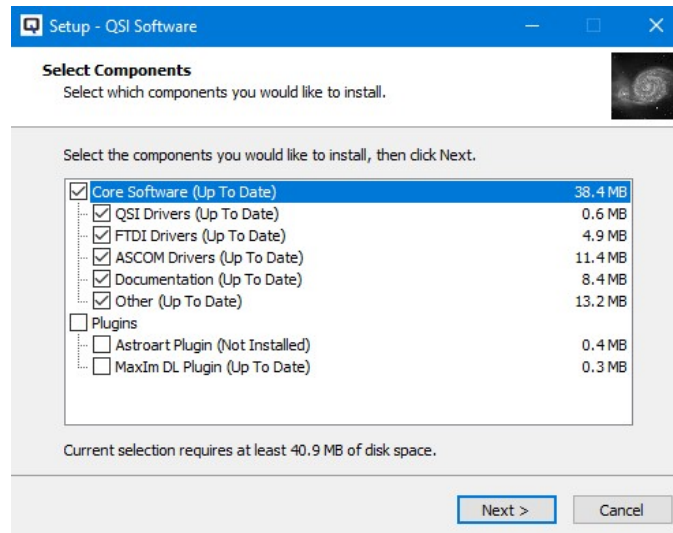 Setup - QSI Software
Select Components
Select which components you would like to install.
Select the components you would like to install, then click Next.
Core Software (Up To Date) 38.4 MB
QSI Drivers (Up To Date) 0.6 MB
FTDI Drivers (Up To Date) 4.9 MB
ASCOM Drivers (Up To Date) 11.4 MB
Documentation (Up To Date) 8.4 MB
Other (Up To Date) 13.2 MB
Plugins
Astroart Plugin (Not Installed) 0.4 MB
MaxIm DL Plugin (Up To Date) 0.3 MB
Current selection requires at least 40.9 MB of disk space.
Next > Cancel